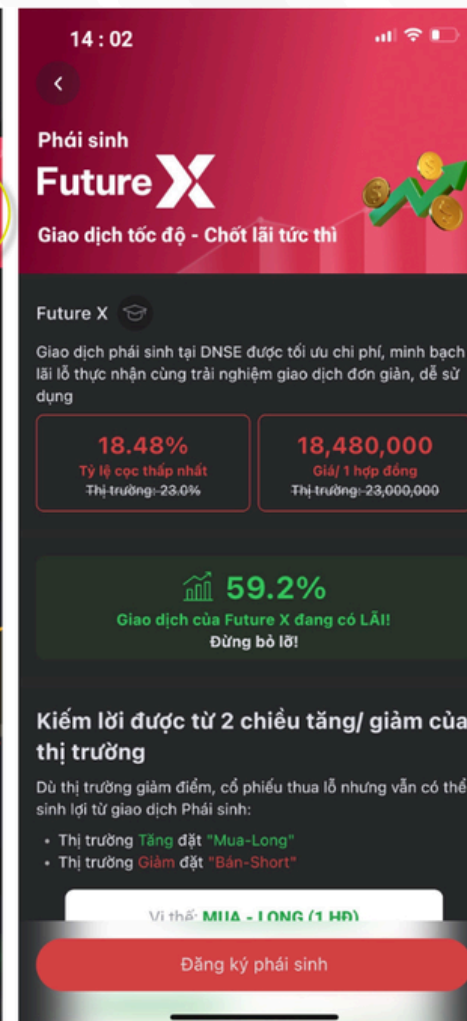 14 : 02
Phái sinh
Future X
Giao dịch tốc độ - Chốt lãi tức thì
Future X
Giao dịch phái sinh tại DNSE được tối ưu chi phí, minh bạch
lãi lỗ thực nhận cùng trải nghiệm giao dịch đơn giản, dễ sử
dụng
18.48%
Tỷ lệ cọc thấp nhất
Thị trường: 23.0%
18,480,000
Giá/ 1 hợp đồng
Thị trường: 23,000,000
59.2%
Giao dịch của Future X đang có LÃI!
Đừng bỏ lỡ!
Kiếm lời được từ 2 chiều tăng/ giảm của
thị trường
Dù thị trường giảm điểm, cổ phiếu thua lỗ nhưng vẫn có thể
sinh lợi từ giao dịch Phái sinh:
• Thị trường Tăng đặt "Mua-Long"
• Thị trường Giảm đặt "Bán-Short"
Vị thế: MUA - LONG (1 HĐ)
Đăng ký phái sinh